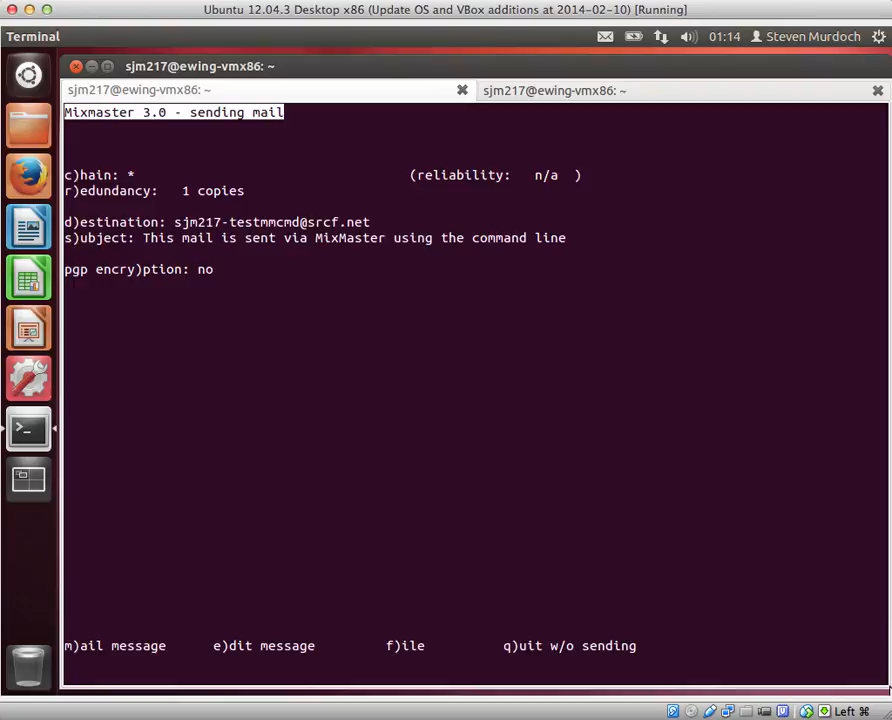 Ubuntu 12.04.3 Desktop x86 (Update OS and VBox additions at 2014-02-10) [Running]
Terminal 01:14 Steven Murdoch
sjm217@ewing-vmx86: ~
sjm217@ewing-vmx86: ~ sjm217@ewing-vmx86: ~
Mixmaster 3.0 - sending mail
c)hain: * (reliability: n/a )
r)edundancy: 1 copies
d)estination: sjm217-testmmcmd@srcf.net
s)ubject: This mail is sent via MixMaster using the command line
pgp encry)ption: no
m)ail message e)dit message f)ile q)uit w/o sending
Left ⌘